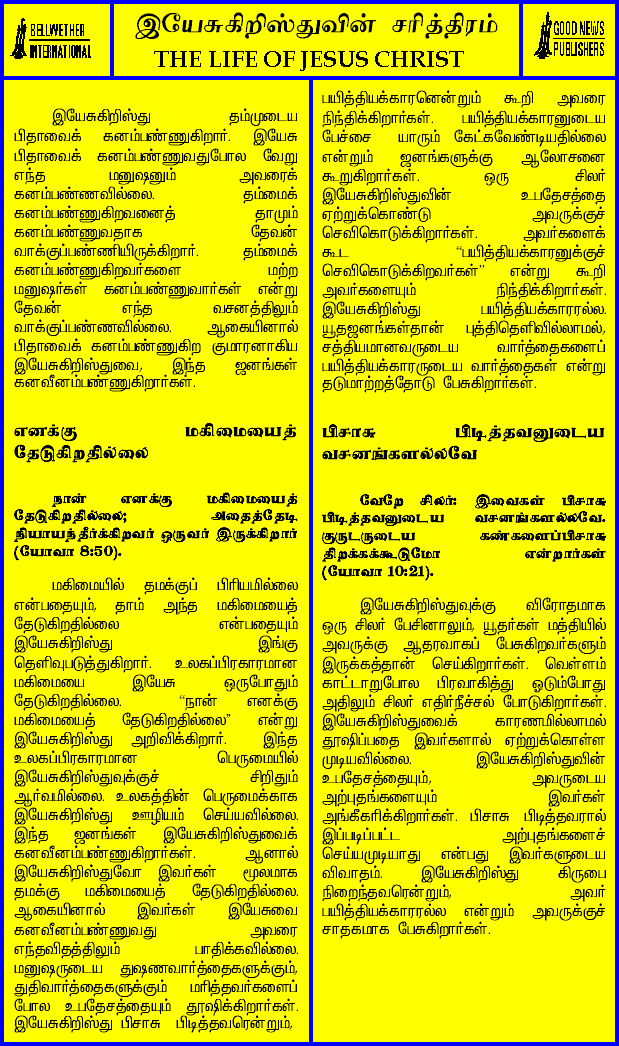 BELLWETHER
INTERNATIONAL
இயேசுகிறிஸ்துவின் சரித்திரம்
THE LIFE OF JESUS CHRIST
GOOD NEWS
PUBLISHERS
இயேசுகிறிஸ்து தம்முடைய
பிதாவைக் கனம்பண்ணுகிறார். இயேசு
பிதாவைக் கனம்பண்ணுவதுபோல வேறு
எந்த மனுஷனும் அவரைக்
கனம்பண்ணவில்லை. தம்மைக்
கனம்பண்ணுகிறவனைத் தாமும்
கனம்பண்ணுவதாக தேவன்
வாக்குப்பண்ணியிருக்கிறார். தம்மைக்
கனம்பண்ணுகிறவர்களை மற்ற
மனுஷர்கள் கனம்பண்ணுவார்கள் என்று
தேவன் எந்த வசனத்திலும்
வாக்குப்பண்ணவில்லை. ஆகையினால்
பிதாவைக் கனம்பண்ணுகிற குமாரனாகிய
இயேசுகிறிஸ்துவை, இந்த ஜனங்கள்
கனவீனம்பண்ணுகிறார்கள்.
எனக்கு மகிமையைத்
தேடுகிறதில்லை
நான் எனக்கு மகிமையைத்
தேடுகிறதில்லை; அதைத்தேடி,
நியாயந்தீர்க்கிறவர் ஒருவர் இருக்கிறார்
(யோவா 8:50).
மகிமையில் தமக்குப் பிரியமில்லை
என்பதையும், தாம் அந்த மகிமையைத்
தேடுகிறதில்லை என்பதையும்
இயேசுகிறிஸ்து இங்கு
தெளிவுபடுத்துகிறார். உலகப்பிரகாரமான
மகிமையை இயேசு ஒருபோதும்
தேடுகிறதில்லை. "நான் எனக்கு
மகிமையைத் தேடுகிறதில்லை" என்று
இயேசுகிறிஸ்து அறிவிக்கிறார். இந்த
உலகப்பிரகாரமான பெருமையில்
இயேசுகிறிஸ்துவுக்குச் சிறிதும்
ஆர்வமில்லை. உலகத்தின் பெருமைக்காக
இயேசுகிறிஸ்து ஊழியம் செய்யவில்லை.
இந்த ஜனங்கள் இயேசுகிறிஸ்துவைக்
கனவீனம்பண்ணுகிறார்கள். ஆனால்
இயேசுகிறிஸ்துவோ இவர்கள் மூலமாக
தமக்கு மகிமையைத் தேடுகிறதில்லை.
ஆகையினால் இவர்கள் இயேசுவை
கனவீனம்பண்ணுவது அவரை
எந்தவிதத்திலும் பாதிக்கவில்லை.
மனுஷருடைய துஷணவார்த்தைகளுக்கும்,
துதிவார்த்தைகளுக்கும் மரித்தவர்களைப்
போல உபதேசத்தையும் தூஷிக்கிறார்கள்.
இயேசுகிறிஸ்து பிசாசு பிடித்தவரென்றும்,
பயித்தியக்காரனென்றும் கூறி அவரை
நிந்திக்கிறார்கள். பயித்தியக்காரனுடைய
பேச்சை யாரும் கேட்கவேண்டியதில்லை
என்றும் ஜனங்களுக்கு ஆலோசனை
கூறுகிறார்கள். ஒரு சிலர்
இயேசுகிறிஸ்துவின் உபதேசத்தை
ஏற்றுக்கொண்டு அவருக்குச்
செவிகொடுக்கிறார்கள். அவர்களைக்
கூட "பயித்தியக்காரனுக்குச்
செவிகொடுக்கிறவர்கள்" என்று கூறி
அவர்களையும் நிந்திக்கிறார்கள்.
இயேசுகிறிஸ்து பயித்தியக்காரரல்ல.
யூதஜனங்கள்தான் புத்திதெளிவில்லாமல்,
சத்தியமானவருடைய வார்த்தைகளைப்
பயித்தியக்காரருடைய வார்த்தைகள் என்று
தடுமாற்றத்தோடு பேசுகிறார்கள்.
பிசாசு பிடித்தவனுடைய
வசனங்களல்லவே
வேறே சிலர்: இவைகள் பிசாசு
பிடித்தவனுடைய வசனங்களல்லவே.
குருடருடைய கண்களைப்பிசாசு
திறக்கக்கூடுமோ என்றார்கள்
(யோவா 10:21).
இயேசுகிறிஸ்துவுக்கு விரோதமாக
ஒரு சிலர் பேசினாலும், யூதர்கள் மத்தியில்
அவருக்கு ஆதரவாகப் பேசுகிறவர்களும்
இருக்கத்தான் செய்கிறார்கள். வெள்ளம்
காட்டாறுபோல பிரவாகித்து ஓடும்போது
அதிலும் சிலர் எதிர்நீச்சல் போடுகிறார்கள்.
இயேசுகிறிஸ்துவைக் காரணமில்லாமல்
தூஷிப்பதை இவர்களால் ஏற்றுக்கொள்ள
முடியவில்லை. இயேசுகிறிஸ்துவின்
உபதேசத்தையும், அவருடைய
அற்புதங்களையும் இவர்கள்
அங்கீகரிக்கிறார்கள். பிசாசு பிடித்தவரால்
இப்படிப்பட்ட அற்புதங்களைச்
செய்யமுடியாது என்பது இவர்களுடைய
விவாதம். இயேசுகிறிஸ்து கிருபை
நிறைந்தவரென்றும், அவர்
பயித்தியக்காரரல்ல என்றும் அவருக்குச்
சாதகமாக பேசுகிறார்கள்.